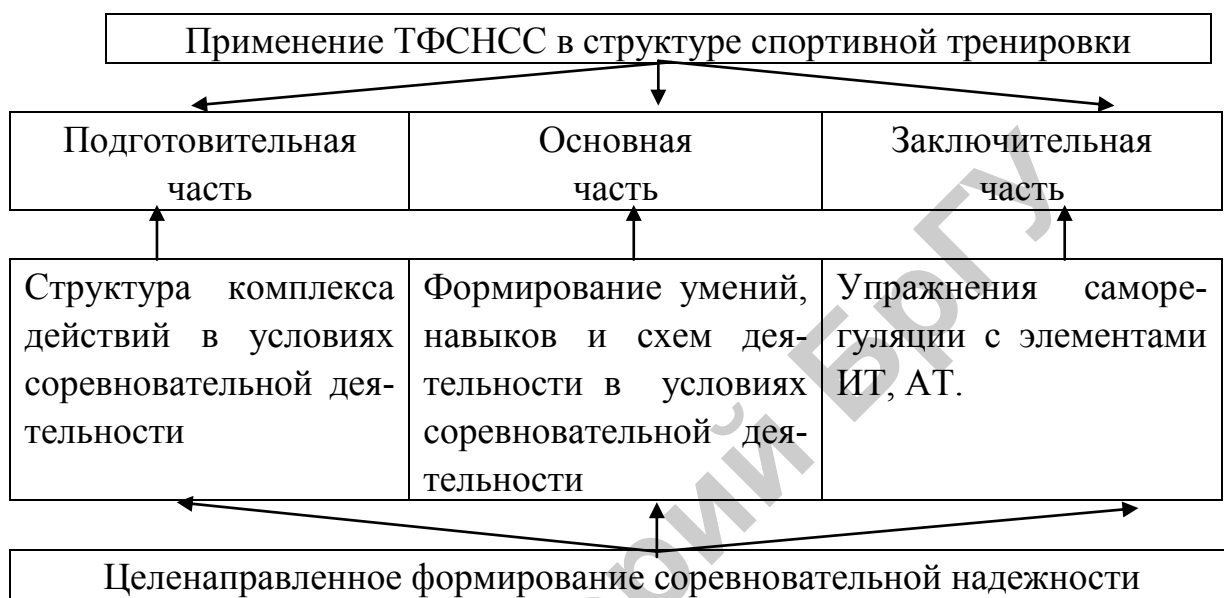 Применение ТФСНСС в структуре спортивной тренировки
Подготовительная
часть
Основная
часть
Заключительная
часть
Структура комплекса
действий в условиях
соревновательной дея-
тельности
Формирование умений,
навыков и схем дея-
тельности в условиях
соревновательной дея-
тельности
Упражнения саморе-
гуляции с элементами
ИТ, АТ.
Целенаправленное формирование соревновательной надежности
рий БрГУ